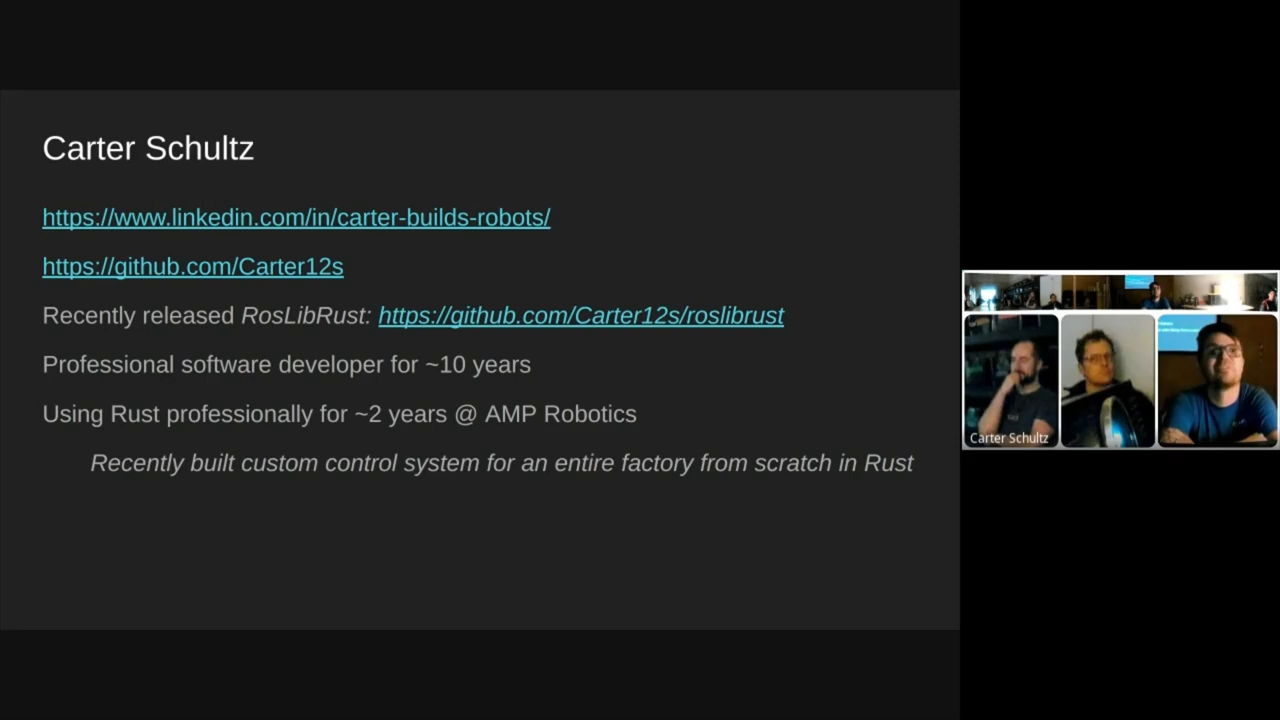 Carter Schultz
https://www.linkedin.com/in/carter-builds-robots/
https://github.com/Carter12s
Recently released RosLibRust: https://github.com/Carter12s/roslibrust
Professional software developer for ~10 years
Using Rust professionally for ~2 years @ AMP Robotics
Recently built custom control system for an entire factory from scratch in Rust
Carter Schultz